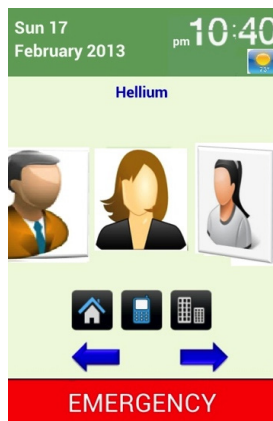 Sun 17
February 2013
pm 10:40
Hellium
EMERGENCY